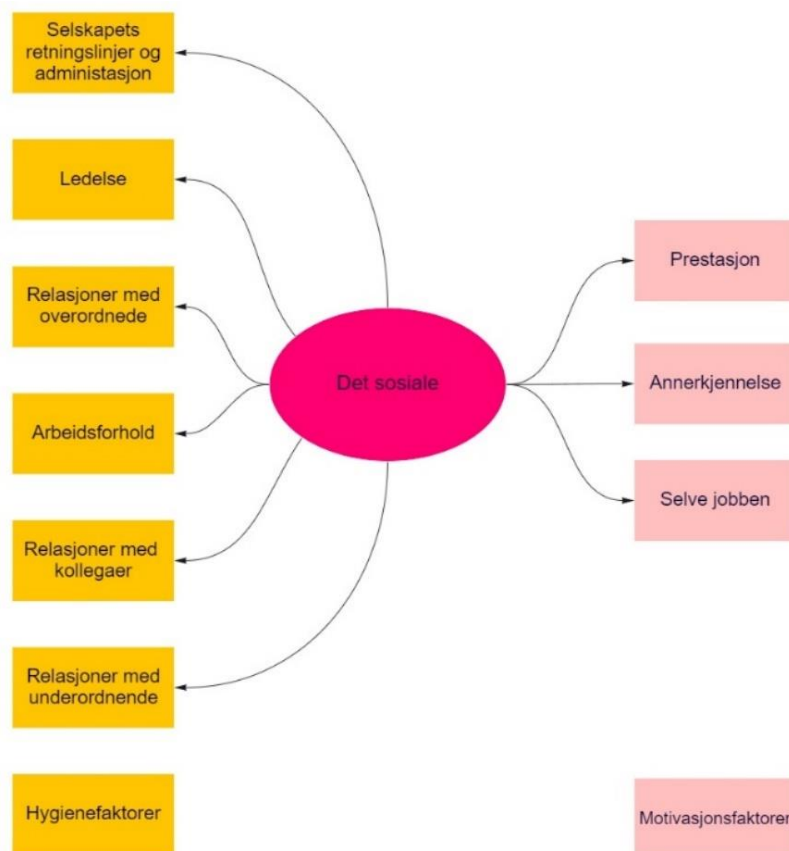 Selskapets
retningslinjer og
administasjon
Ledelse
Relasjoner med
overordnede
Arbeidsforhold
Relasjoner med
kollegaer
Relasjoner med
underordnende
Hygienefaktorer
Det sosiale
Prestasjon
Annerkjennelse
Selve jobben
Motivasjonsfaktorer